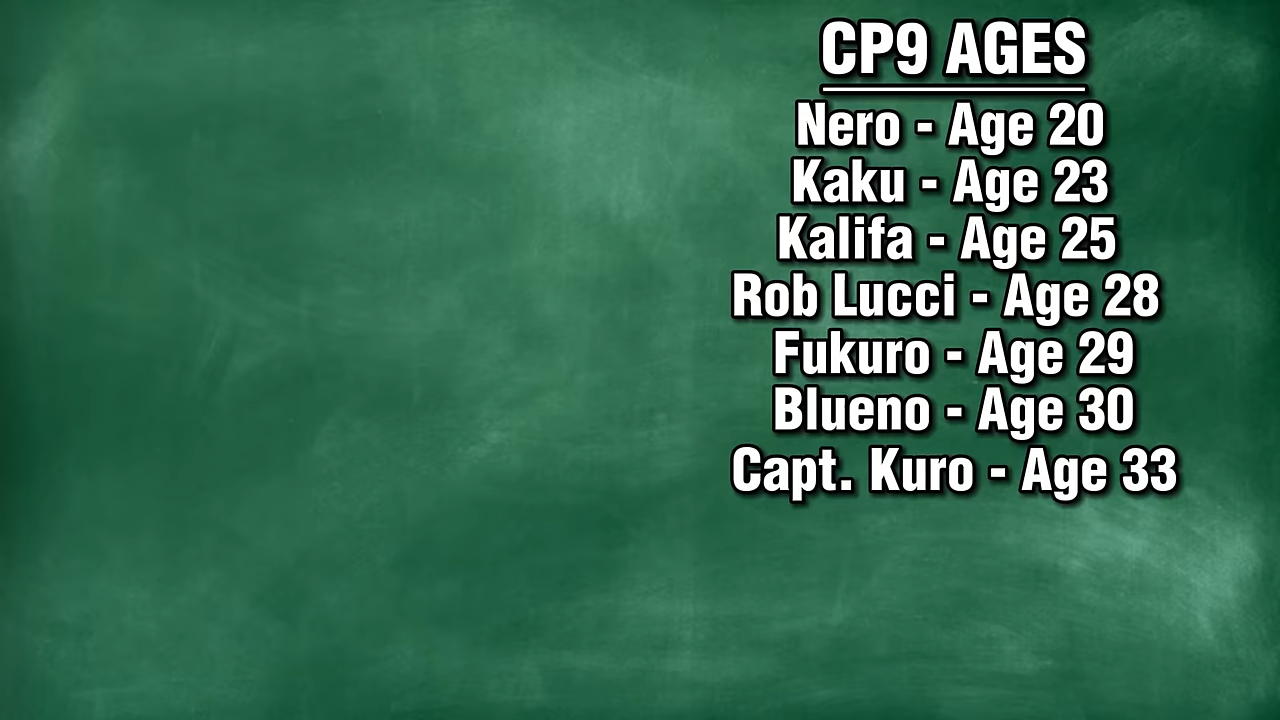 CP9 AGES
Nero - Age 20
Kaku - Age 23
Kalifa - Age 25
Rob Lucci - Age 28
Fukuro - Age 29
Blueno - Age 30
Capt. Kuro - Age 33